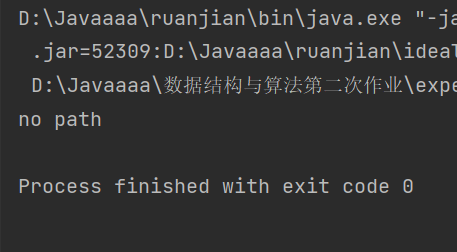 D:\Javaaaa\ruanjian\bin\java.exe "-ja
.jar=52309:D:\Javaaaa\ruanjian\ideal
D:\Javaaaa\数据结构与算法第二次作业\expe
no path
Process finished with exit code 0